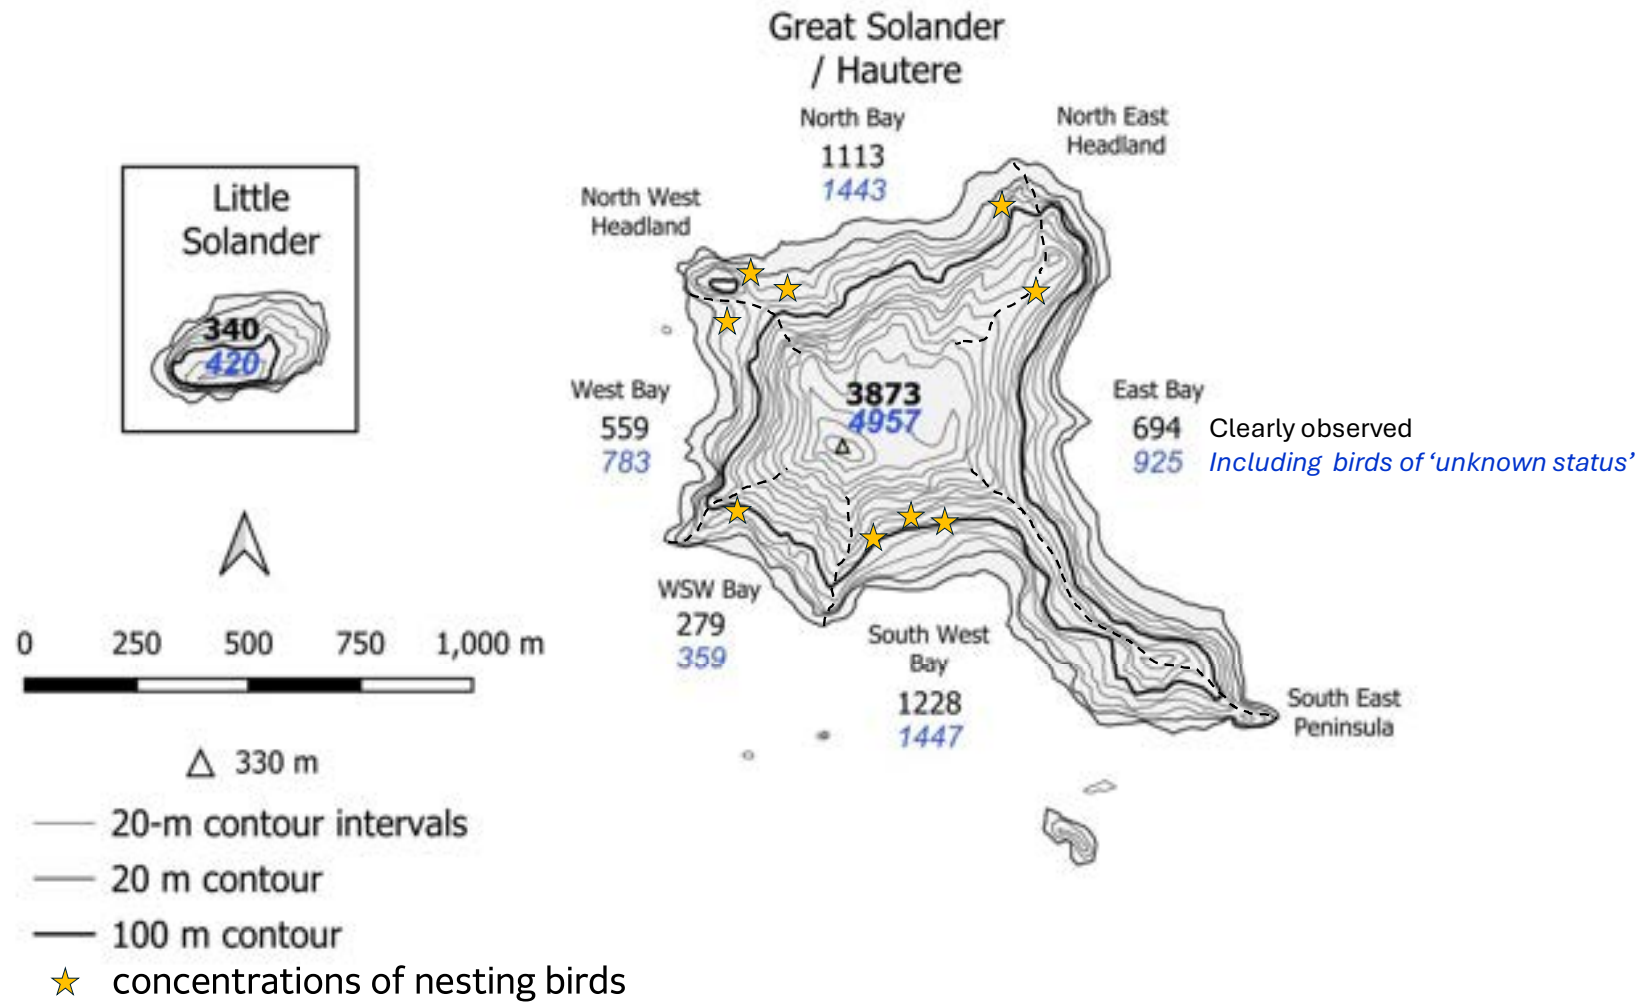 Great Solander
/ Hautere
North Bay
1113
1443
North East
Headland
North West
Headland
Little
Solander
340
420
West Bay
559
783
3873
4957
East Bay
694
925
Clearly observed
Including birds of ‘unknown status’
WSW Bay
279
359
South West
Bay
1228
1447
South East
Peninsula
0 250 500 750 1,000 m
330 m
20-m contour intervals
20 m contour
100 m contour
concentrations of nesting birds